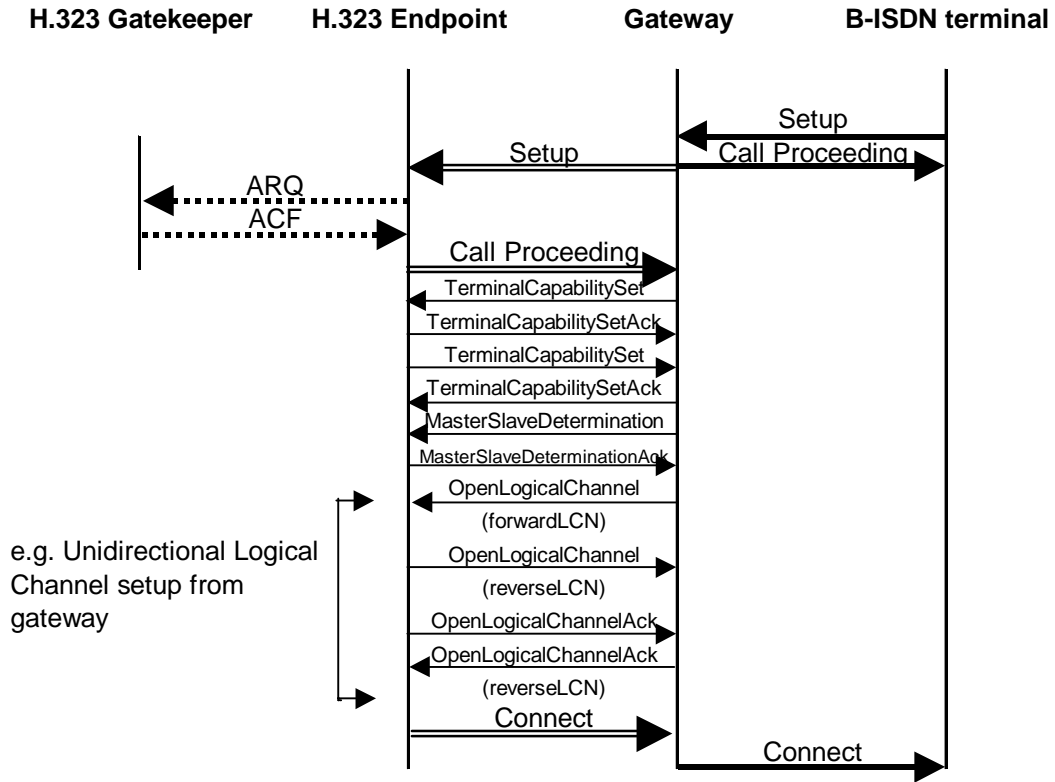 H.323 Gatekeeper
H.323 Endpoint
Gateway
B-ISDN terminal
Setup
Setup
Call Proceeding
ARQ
ACF
Call Proceeding
TerminalCapabilitySet
TerminalCapabilitySetAck
TerminalCapabilitySet
TerminalCapabilitySetAck
MasterSlaveDetermination
MasterSlaveDeterminationAck
OpenLogicalChannel
(forwardLCN)
e.g. Unidirectional Logical
Channel setup from
gateway
OpenLogicalChannel
(reverseLCN)
OpenLogicalChannelAck
OpenLogicalChannelAck
(reverseLCN)
Connect
Connect